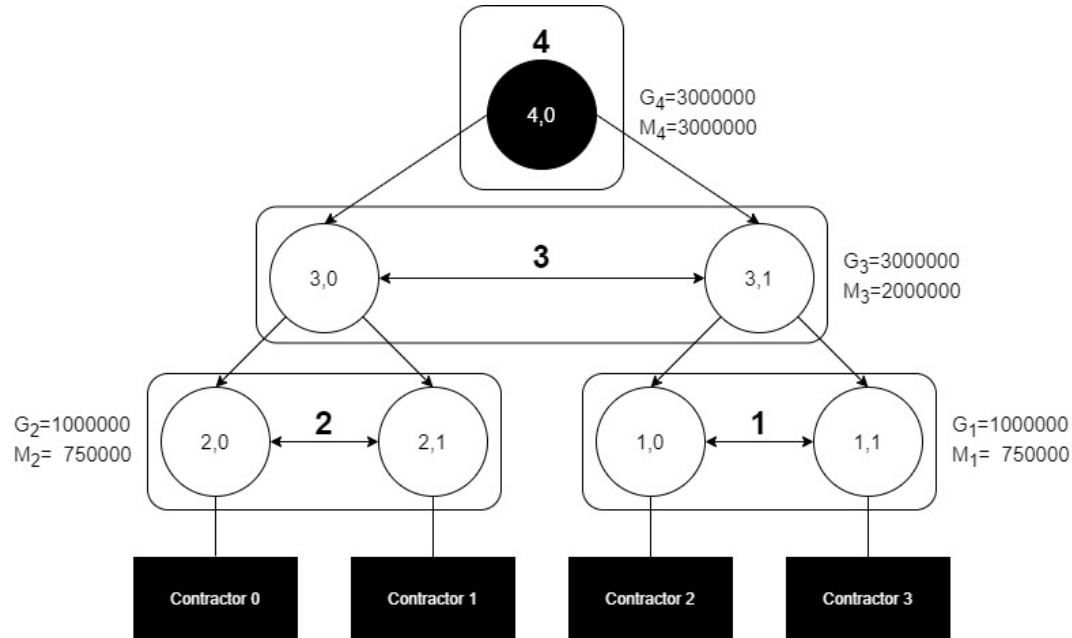 4
4,0
G4=3000000
M4=3000000
3,0
3
3,1
G3=3000000
M3=2000000
G2=1000000
M2= 750000
2,0
2
2,1
1,0
1
1,1
G1=1000000
M1= 750000
Contractor 0
Contractor 1
Contractor 2
Contractor 3